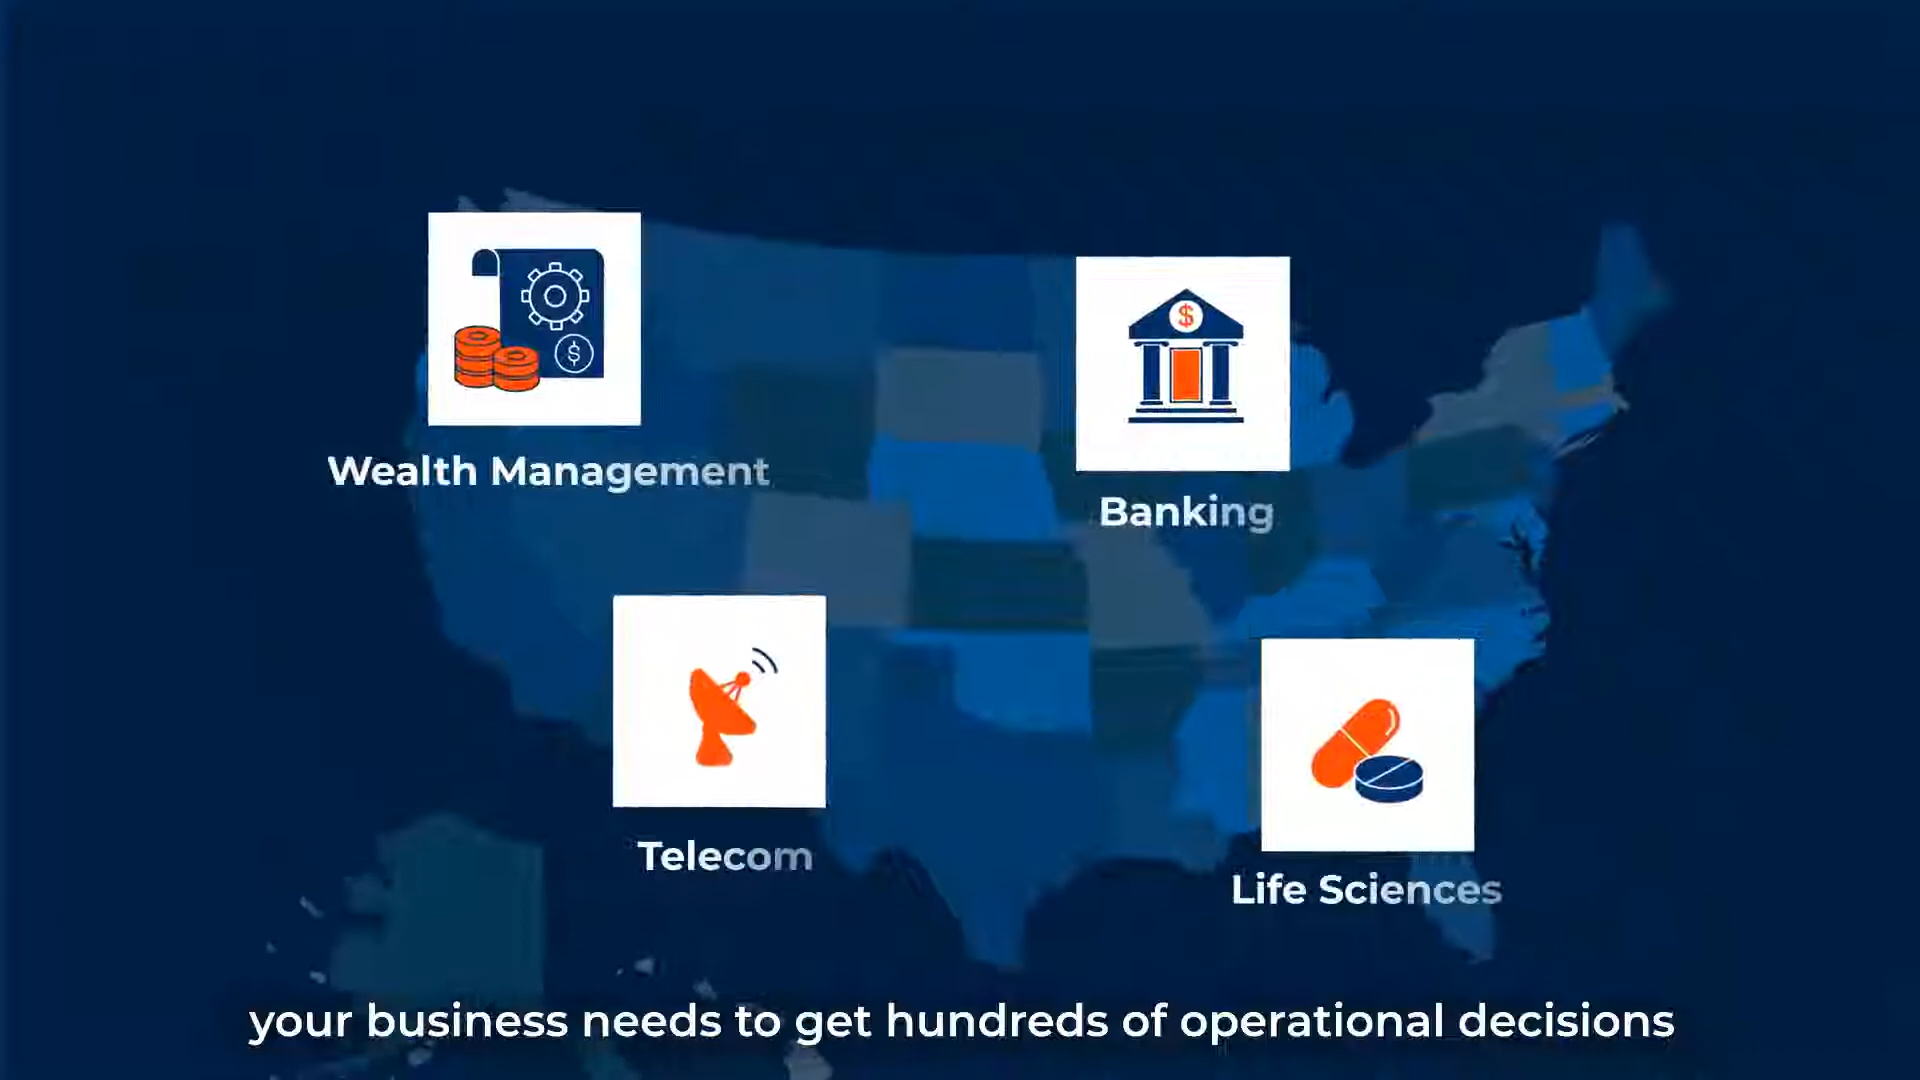 $
$
Wealth Management
Banking
Telecom
Life Sciences
your business needs to get hundreds of operational decisions